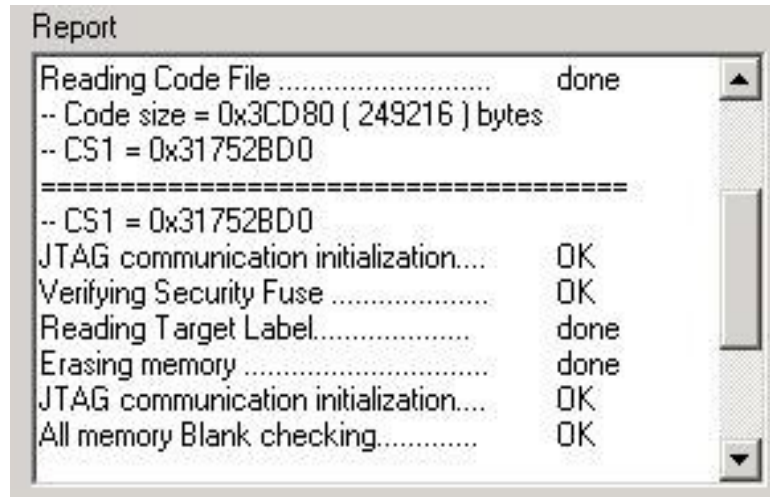 Report
Reading Code File ........................... done
-- Code size = 0x3CD80 ( 249216 ) bytes
-- CS1 = 0x31752BD0
=====================================
-- CS1 = 0x31752BD0
JTAG communication initialization.... OK
Verifying Security Fuse .................... OK
Reading Target Label.................... done
Erasing memory ............................... done
JTAG communication initialization.... OK
All memory Blank checking............. OK